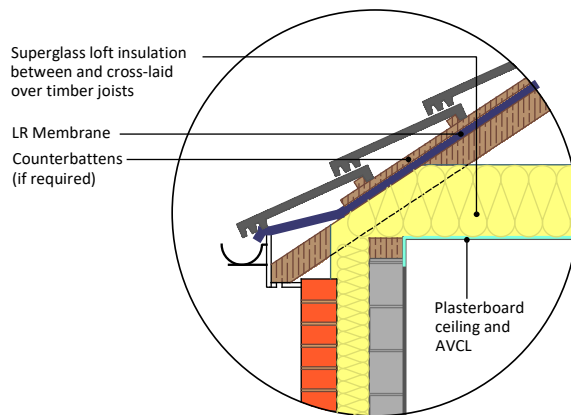 Superglass loft insulation
between and cross-laid
over timber joists
LR Membrane
Counterbattens
(if required)
Plasterboard
ceiling and
AVCL